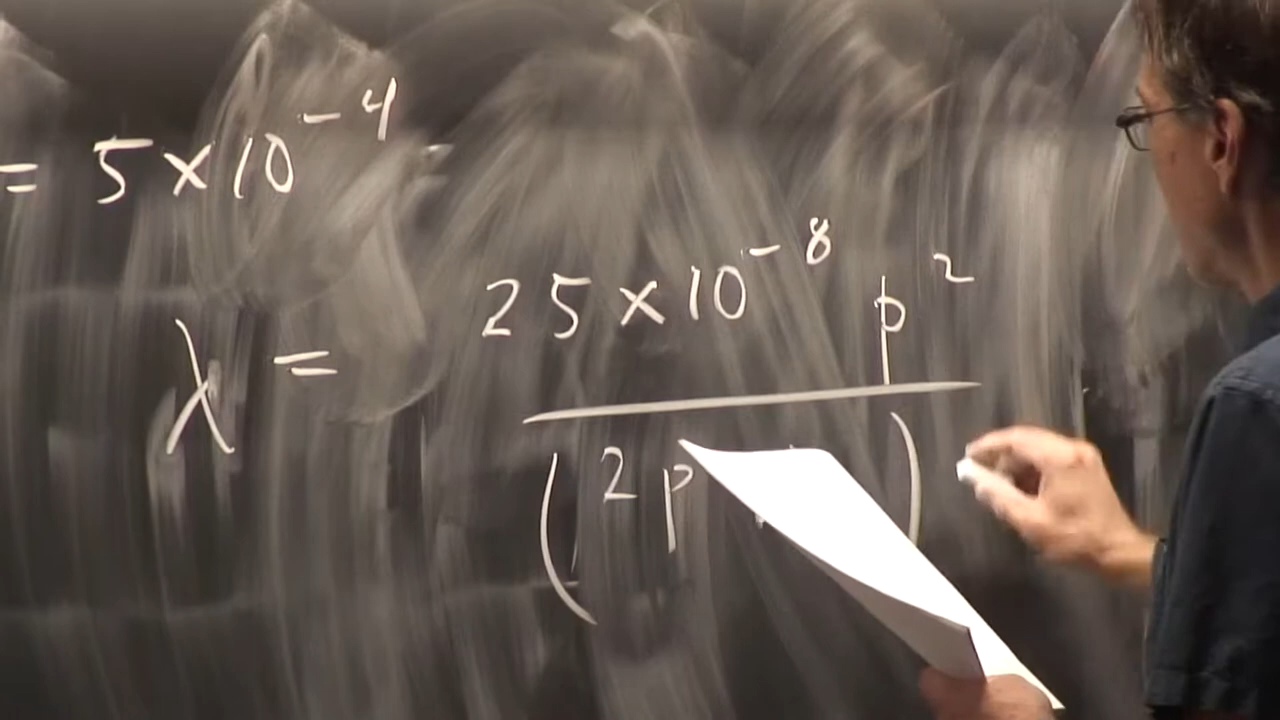 = 5 × 10⁻⁴
λ = 25 × 10⁻⁸ p² / (2p )